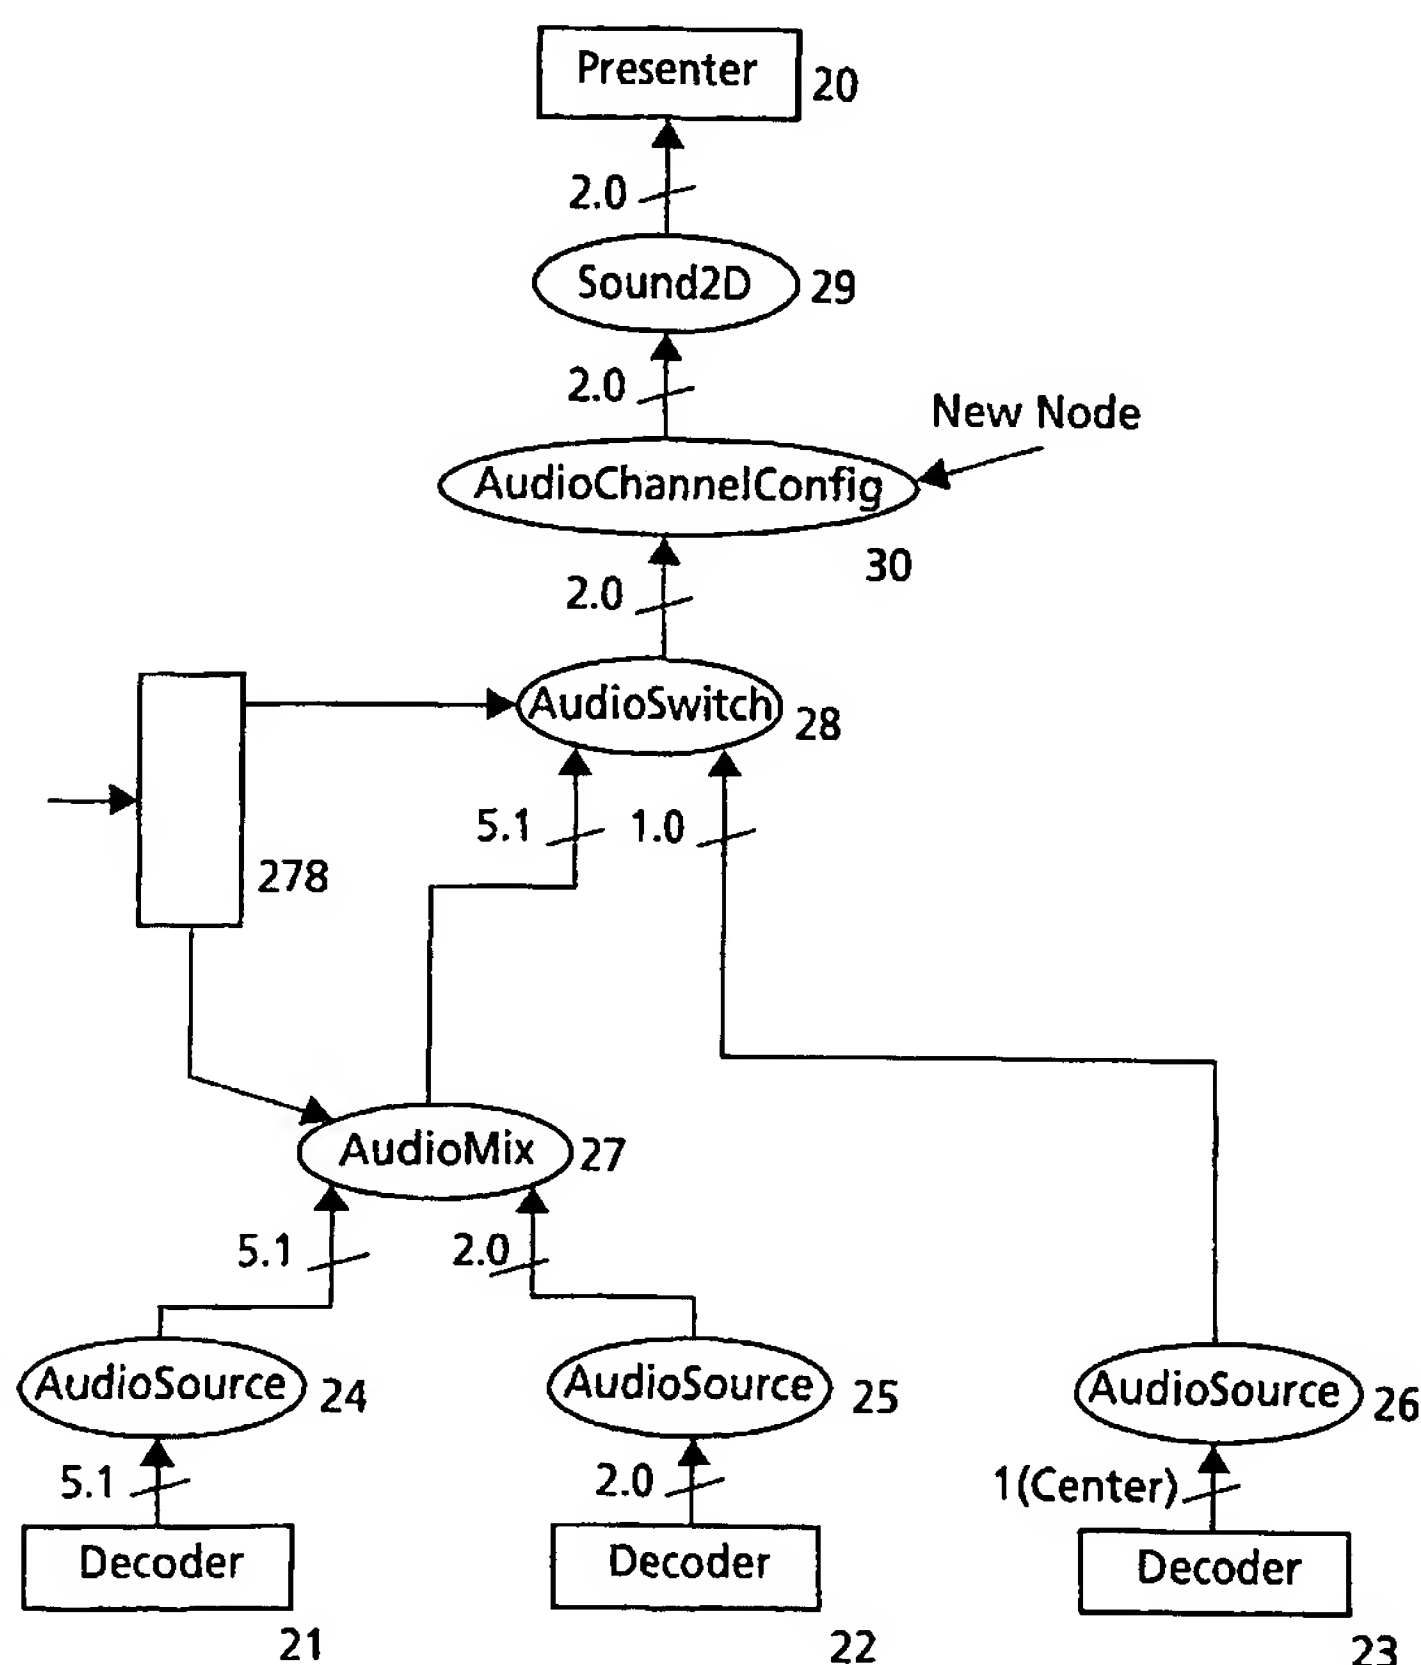 Presenter
20
2.0
Sound2D
29
2.0
New Node
AudioChannelConfig
30
2.0
AudioSwitch
28
5.1
1.0
278
AudioMix
27
5.1
2.0
AudioSource
24
AudioSource
25
AudioSource
26
5.1
2.0
1(Center)
Decoder
Decoder
Decoder
21
22
23